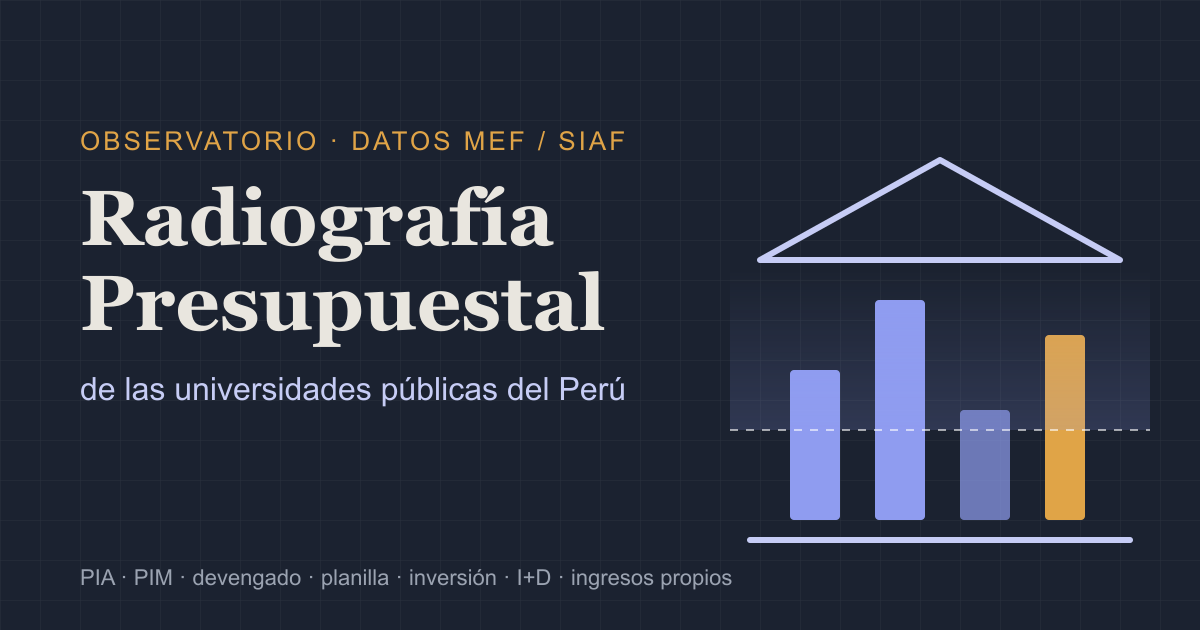 OBSERVATORIO · DATOS MEF / SIAF
Radiografía
Presupuestal
de las universidades públicas del Perú
PIA · PIM · devengado · planilla · inversión · I+D · ingresos propios